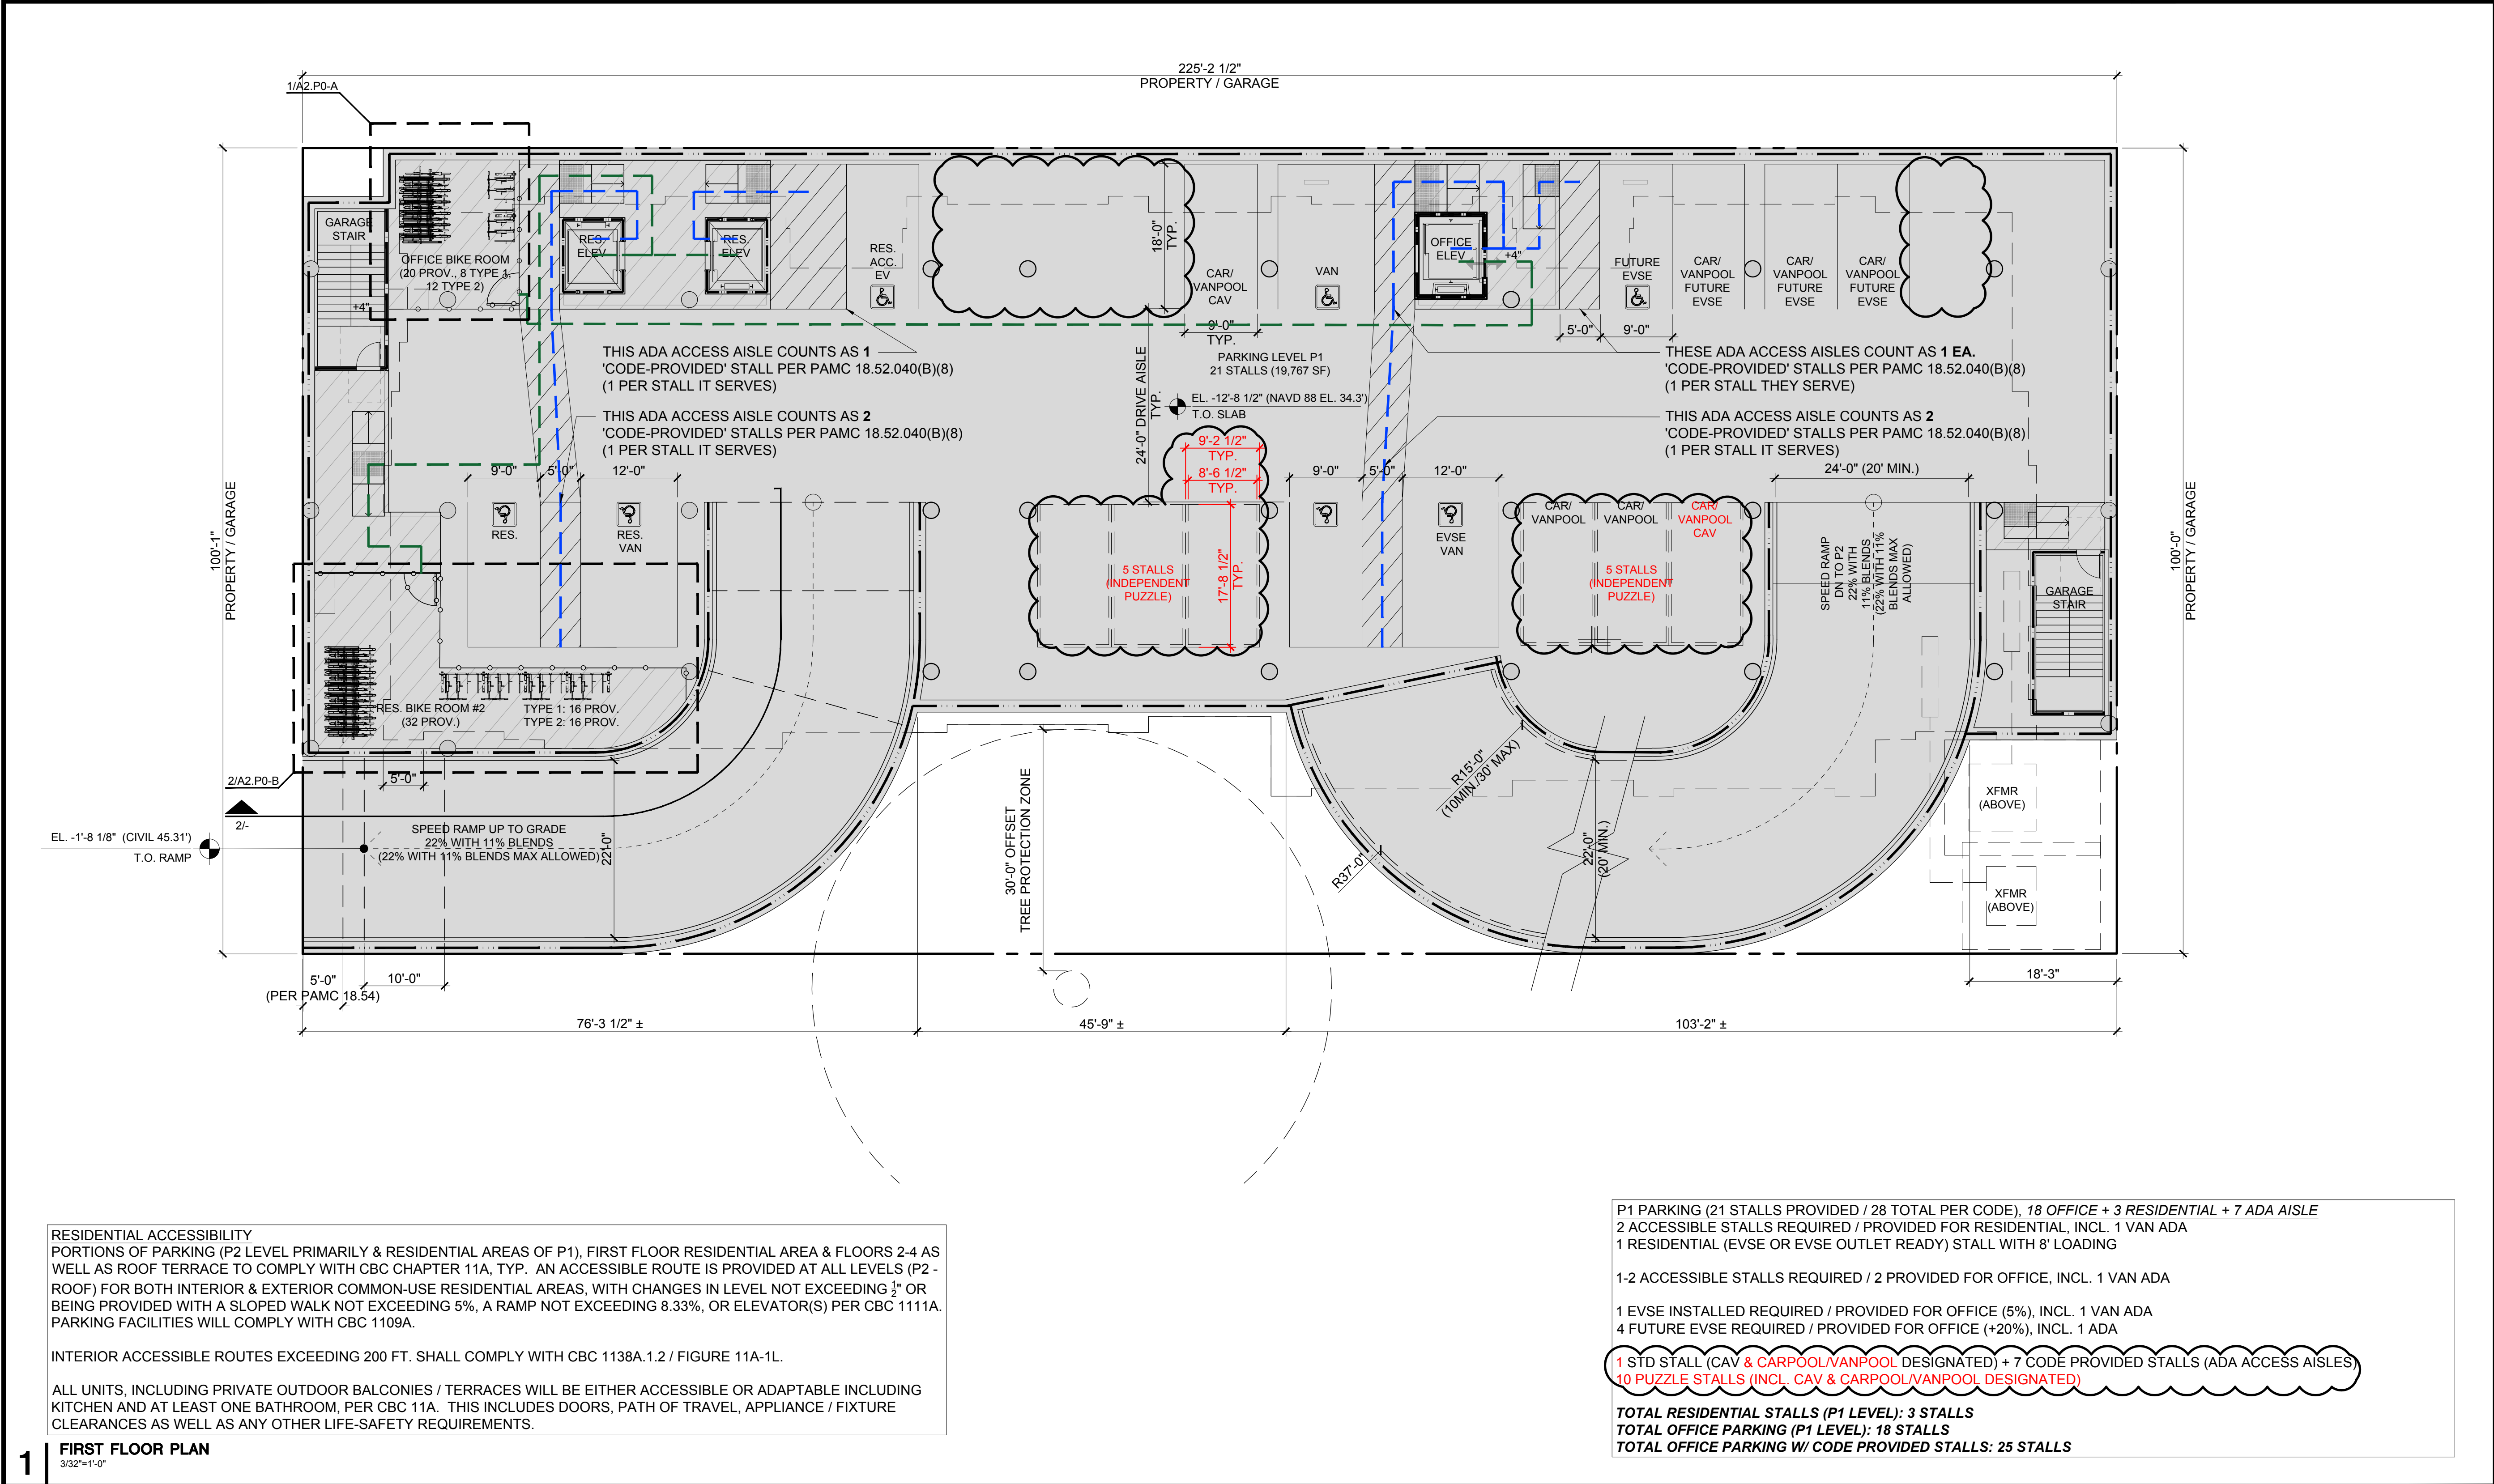 225'-2 1/2"
PROPERTY / GARAGE
1/A2.P0-A
100'-1"
PROPERTY / GARAGE
100'-0"
PROPERTY / GARAGE
GARAGE
STAIR
+4"
OFFICE BIKE ROOM
(20 PROV., 8 TYPE 1,
12 TYPE 2)
RES.
ELEV
RES.
ELEV
RES.
ACC.
EV
18'-0"
TYP.
CAR/
VANPOOL
CAV
VAN
OFFICE
ELEV
+4"
FUTURE
EVSE
CAR/
VANPOOL
FUTURE
EVSE
CAR/
VANPOOL
FUTURE
EVSE
CAR/
VANPOOL
FUTURE
EVSE
9'-0"
TYP.
5'-0"
9'-0"
THIS ADA ACCESS AISLE COUNTS AS 1
'CODE-PROVIDED' STALL PER PAMC 18.52.040(B)(8)
(1 PER STALL IT SERVES)
THIS ADA ACCESS AISLE COUNTS AS 2
'CODE-PROVIDED' STALLS PER PAMC 18.52.040(B)(8)
(1 PER STALL IT SERVES)
24'-0" DRIVE AISLE
TYP.
PARKING LEVEL P1
21 STALLS (19,767 SF)
EL. -12'-8 1/2" (NAVD 88 EL. 34.3')
T.O. SLAB
THESE ADA ACCESS AISLES COUNT AS 1 EA.
'CODE-PROVIDED' STALLS PER PAMC 18.52.040(B)(8)
(1 PER STALL THEY SERVE)
THIS ADA ACCESS AISLE COUNTS AS 2
'CODE-PROVIDED' STALLS PER PAMC 18.52.040(B)(8)
(1 PER STALL IT SERVES)
9'-0"
5'-0"
12'-0"
9'-2 1/2"
TYP.
8'-6 1/2"
TYP.
9'-0"
5'-0"
12'-0"
24'-0" (20' MIN.)
RES.
RES.
VAN
5 STALLS
(INDEPENDENT
PUZZLE)
17'-8 1/2"
TYP.
EVSE
VAN
CAR/
VANPOOL
CAR/
VANPOOL
CAR/
VANPOOL
CAV
5 STALLS
(INDEPENDENT
PUZZLE)
SPEED RAMP
DN TO P2
22% WITH
11% BLENDS
(22% WITH 11%
BLENDS MAX
ALLOWED)
GARAGE
STAIR
RES. BIKE ROOM #2
(32 PROV.)
TYPE 1: 16 PROV.
TYPE 2: 16 PROV.
2/A2.P0-B
5'-0"
2/-
EL. -1'-8 1/8" (CIVIL 45.31')
T.O. RAMP
SPEED RAMP UP TO GRADE
22% WITH 11% BLENDS
(22% WITH 11% BLENDS MAX ALLOWED)
22'-0"
30'-0" OFFSET
TREE PROTECTION ZONE
R15'-0"
(10MIN./30' MAX)
R37'-0"
22'-0"
(20' MIN.)
XFMR
(ABOVE)
XFMR
(ABOVE)
5'-0"
(PER PAMC 18.54)
10'-0"
18'-3"
76'-3 1/2" ±
45'-9" ±
103'-2" ±
RESIDENTIAL ACCESSIBILITY
PORTIONS OF PARKING (P2 LEVEL PRIMARILY & RESIDENTIAL AREAS OF P1), FIRST FLOOR RESIDENTIAL AREA & FLOORS 2-4 AS
WELL AS ROOF TERRACE TO COMPLY WITH CBC CHAPTER 11A, TYP. AN ACCESSIBLE ROUTE IS PROVIDED AT ALL LEVELS (P2 -
ROOF) FOR BOTH INTERIOR & EXTERIOR COMMON-USE RESIDENTIAL AREAS, WITH CHANGES IN LEVEL NOT EXCEEDING ½" OR
BEING PROVIDED WITH A SLOPED WALK NOT EXCEEDING 5%, A RAMP NOT EXCEEDING 8.33%, OR ELEVATOR(S) PER CBC 1111A.
PARKING FACILITIES WILL COMPLY WITH CBC 1109A.
INTERIOR ACCESSIBLE ROUTES EXCEEDING 200 FT. SHALL COMPLY WITH CBC 1138A.1.2 / FIGURE 11A-1L.
ALL UNITS, INCLUDING PRIVATE OUTDOOR BALCONIES / TERRACES WILL BE EITHER ACCESSIBLE OR ADAPTABLE INCLUDING
KITCHEN AND AT LEAST ONE BATHROOM, PER CBC 11A. THIS INCLUDES DOORS, PATH OF TRAVEL, APPLIANCE / FIXTURE
CLEARANCES AS WELL AS ANY OTHER LIFE-SAFETY REQUIREMENTS.
P1 PARKING (21 STALLS PROVIDED / 28 TOTAL PER CODE), 18 OFFICE + 3 RESIDENTIAL + 7 ADA AISLE
2 ACCESSIBLE STALLS REQUIRED / PROVIDED FOR RESIDENTIAL, INCL. 1 VAN ADA
1 RESIDENTIAL (EVSE OR EVSE OUTLET READY) STALL WITH 8' LOADING
1-2 ACCESSIBLE STALLS REQUIRED / 2 PROVIDED FOR OFFICE, INCL. 1 VAN ADA
1 EVSE INSTALLED REQUIRED / PROVIDED FOR OFFICE (5%), INCL. 1 VAN ADA
4 FUTURE EVSE REQUIRED / PROVIDED FOR OFFICE (+20%), INCL. 1 ADA
1 STD STALL (CAV & CARPOOL/VANPOOL DESIGNATED) + 7 CODE PROVIDED STALLS (ADA ACCESS AISLES)
10 PUZZLE STALLS (INCL. CAV & CARPOOL/VANPOOL DESIGNATED)
TOTAL RESIDENTIAL STALLS (P1 LEVEL): 3 STALLS
TOTAL OFFICE PARKING (P1 LEVEL): 18 STALLS
TOTAL OFFICE PARKING W/ CODE PROVIDED STALLS: 25 STALLS
1
FIRST FLOOR PLAN
3/32"=1'-0"